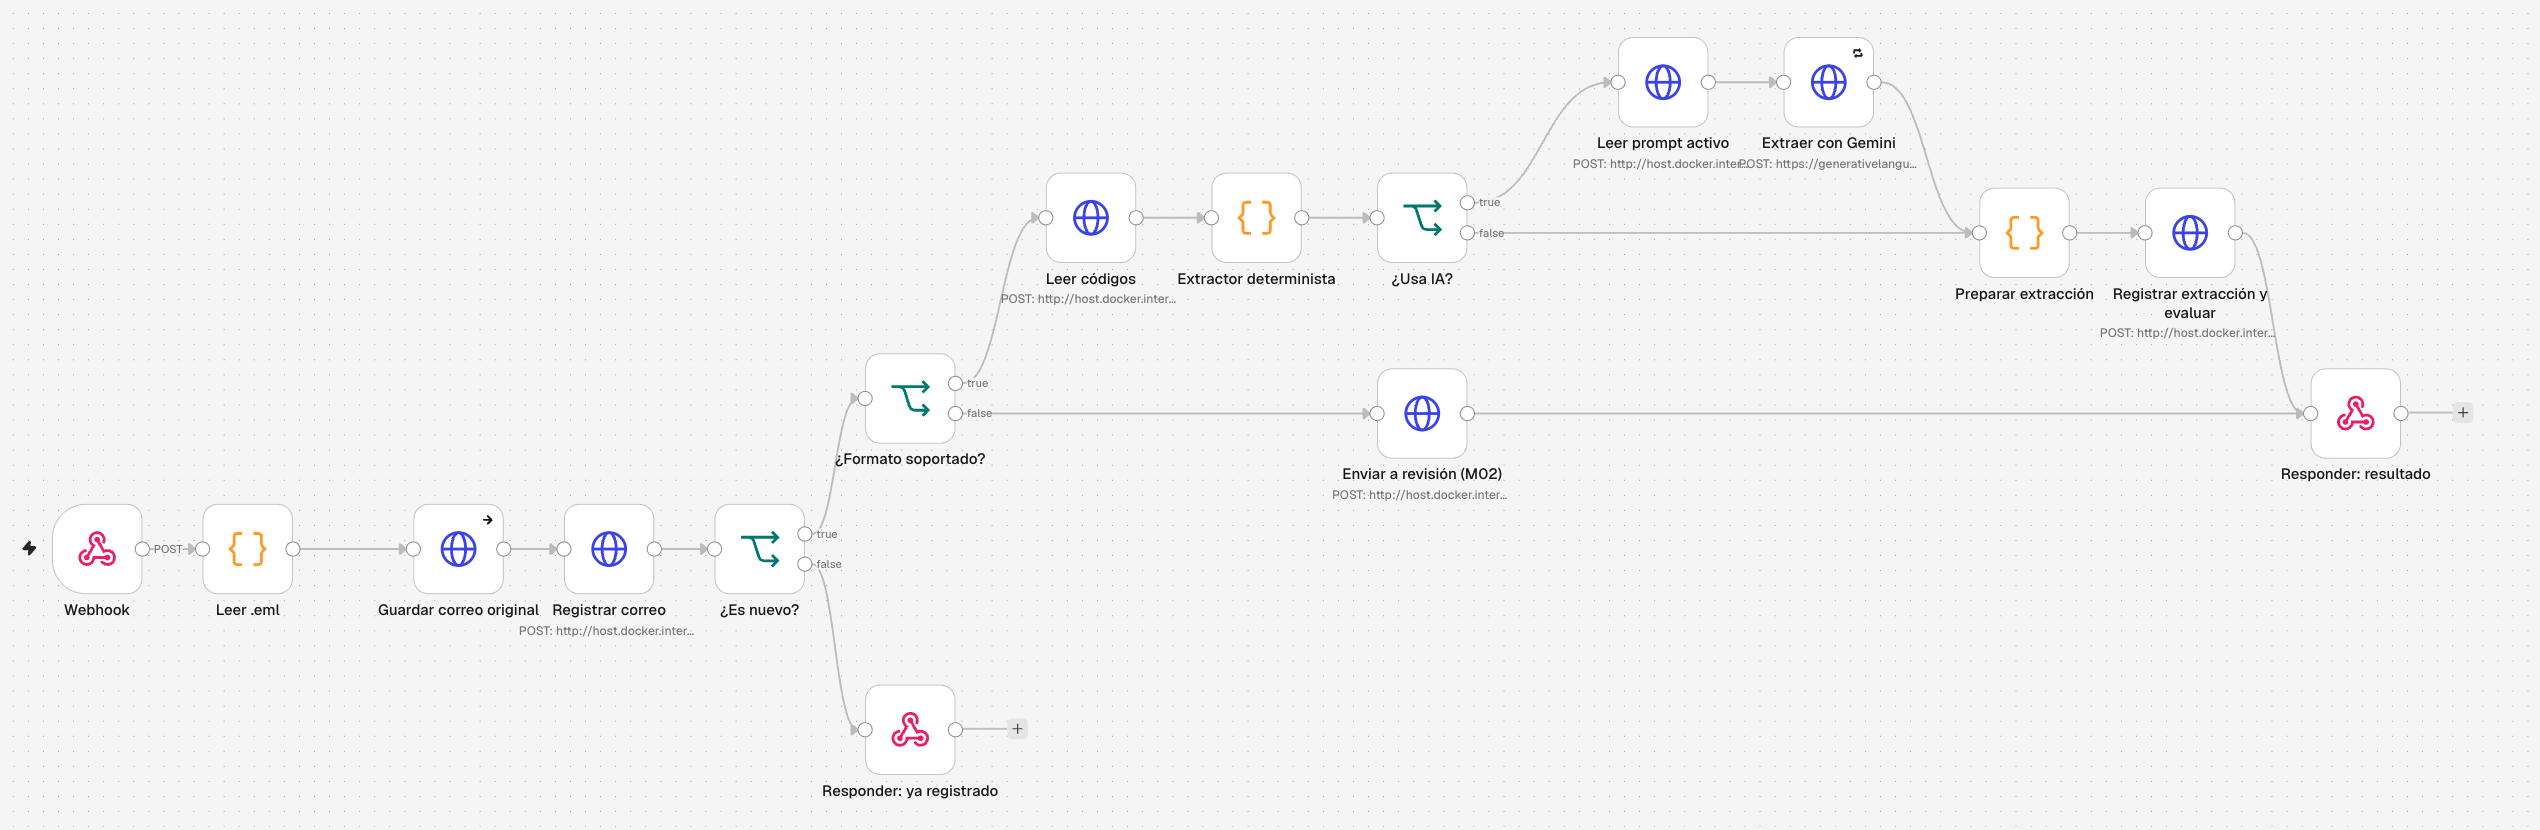 Leer prompt activo
POST: http://host.docker.inter...
Extraer con Gemini
POST: https://generativelangu...
Leer códigos
POST: http://host.docker.inter...
Extractor determinista
¿Usa IA?
true
false
Preparar extracción
Registrar extracción y
evaluar
POST: http://host.docker.inter...
¿Formato soportado?
true
false
Enviar a revisión (M02)
POST: http://host.docker.inter...
Responder: resultado
+
Webhook
POST
Leer .eml
Guardar correo original
Registrar correo
POST: http://host.docker.inter...
¿Es nuevo?
true
false
Responder: ya registrado
+